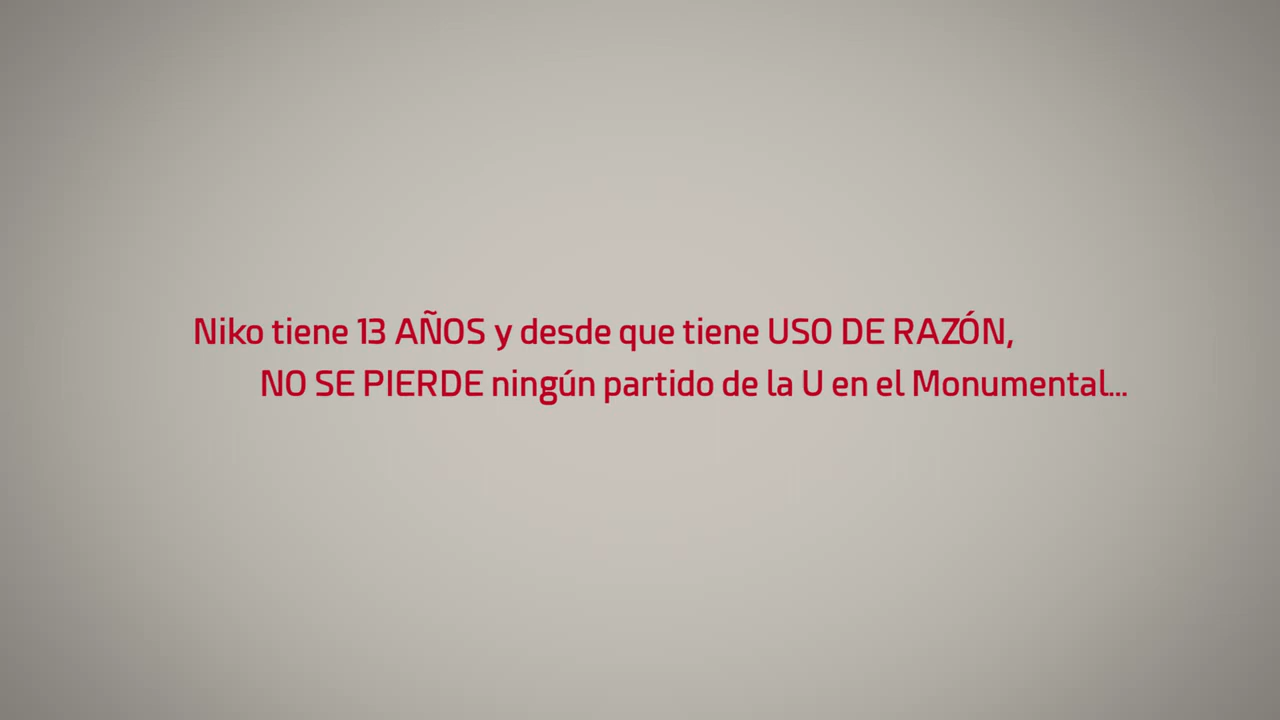 Niko tiene 13 AÑOS y desde que tiene USO DE RAZÓN,
NO SE PIERDE ningún partido de la U en el Monumental...